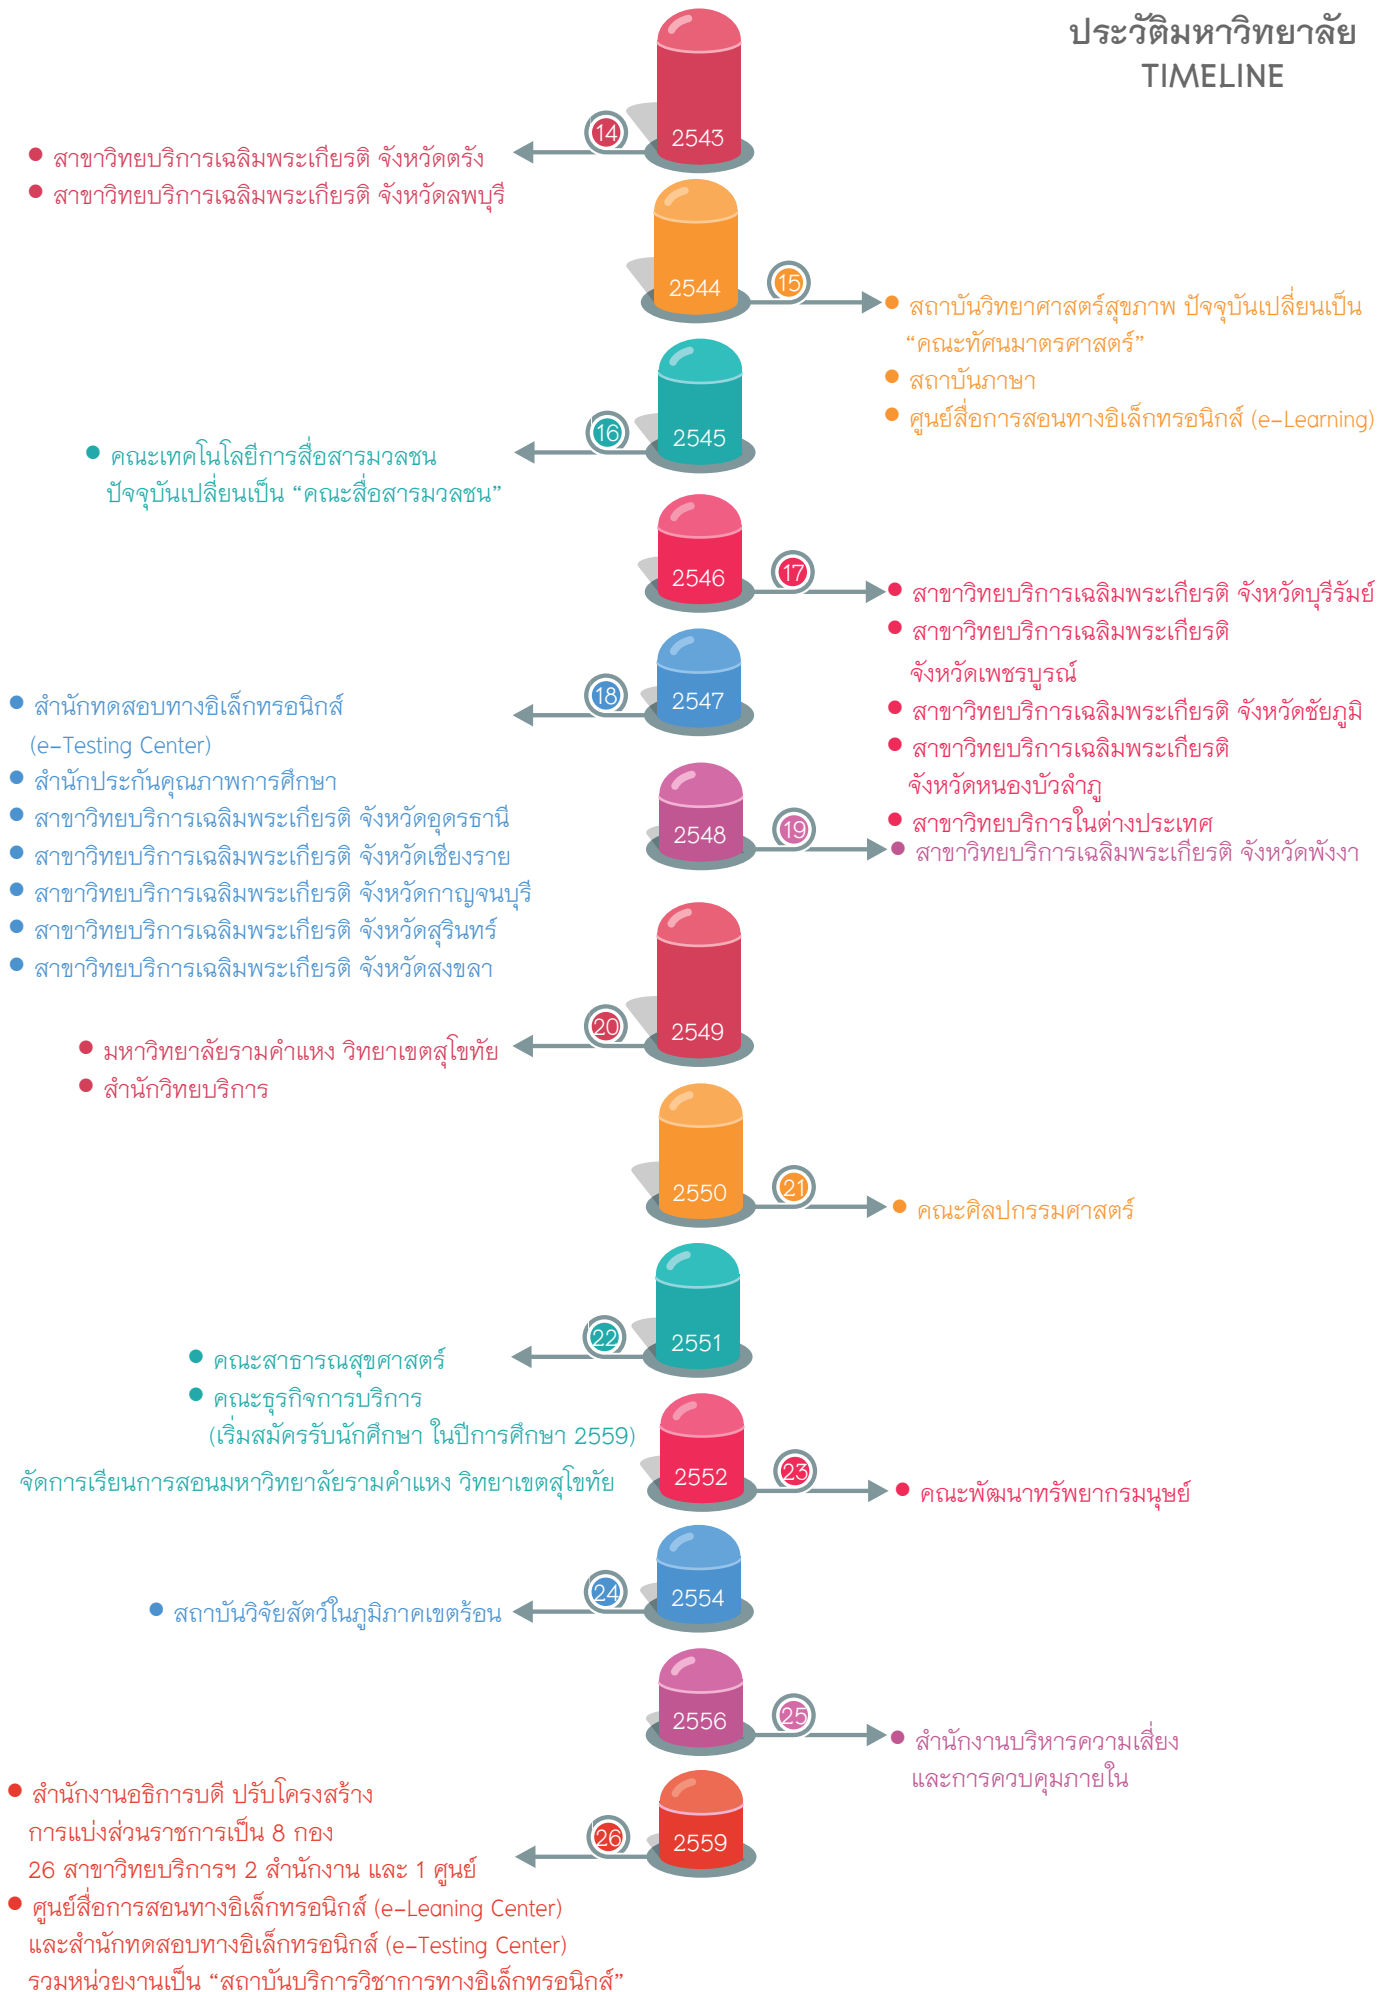 ประวัติมหาวิทยาลัย
TIMELINE
2543
14
● สาขาวิทยบริการเฉลิมพระเกียรติ จังหวัดตรัง
● สาขาวิทยบริการเฉลิมพระเกียรติ จังหวัดลพบุรี
2544
15
● สถาบันวิทยาศาสตร์สุขภาพ ปัจจุบันเปลี่ยนเป็น
“คณะทัศนมาตรศาสตร์”
● สถาบันภาษา
● ศูนย์สื่อการสอนทางอิเล็กทรอนิกส์ (e-Learning)
2545
16
● คณะเทคโนโลยีการสื่อสารมวลชน
ปัจจุบันเปลี่ยนเป็น “คณะสื่อสารมวลชน”
2546
17
● สาขาวิทยบริการเฉลิมพระเกียรติ จังหวัดบุรีรัมย์
● สาขาวิทยบริการเฉลิมพระเกียรติ
จังหวัดเพชรบูรณ์
● สาขาวิทยบริการเฉลิมพระเกียรติ จังหวัดชัยภูมิ
● สาขาวิทยบริการเฉลิมพระเกียรติ
จังหวัดหนองบัวลำภู
● สาขาวิทยบริการในต่างประเทศ
2547
18
● สำนักทดสอบทางอิเล็กทรอนิกส์
(e-Testing Center)
● สำนักประกันคุณภาพการศึกษา
● สาขาวิทยบริการเฉลิมพระเกียรติ จังหวัดอุดรธานี
● สาขาวิทยบริการเฉลิมพระเกียรติ จังหวัดเชียงราย
● สาขาวิทยบริการเฉลิมพระเกียรติ จังหวัดกาญจนบุรี
● สาขาวิทยบริการเฉลิมพระเกียรติ จังหวัดสุรินทร์
● สาขาวิทยบริการเฉลิมพระเกียรติ จังหวัดสงขลา
2548
19
● สาขาวิทยบริการเฉลิมพระเกียรติ จังหวัดพังงา
2549
20
● มหาวิทยาลัยรามคำแหง วิทยาเขตสุโขทัย
● สำนักวิทยบริการ
2550
21
● คณะศิลปกรรมศาสตร์
2551
22
● คณะสาธารณสุขศาสตร์
● คณะธุรกิจการบริการ
(เริ่มสมัครรับนักศึกษา ในปีการศึกษา 2559)
จัดการเรียนการสอนมหาวิทยาลัยรามคำแหง วิทยาเขตสุโขทัย
2552
23
● คณะพัฒนาทรัพยากรมนุษย์
2554
24
● สถาบันวิจัยสัตว์ในภูมิภาคเขตร้อน
2556
25
● สำนักงานบริหารความเสี่ยง
และการควบคุมภายใน
2559
26
● สำนักงานอธิการบดี ปรับโครงสร้าง
การแบ่งส่วนราชการเป็น 8 กอง
26 สาขาวิทยบริการฯ 2 สำนักงาน และ 1 ศูนย์
● ศูนย์สื่อการสอนทางอิเล็กทรอนิกส์ (e-Leaning Center)
และสำนักทดสอบทางอิเล็กทรอนิกส์ (e-Testing Center)
รวมหน่วยงานเป็น “สถาบันบริการวิชาการทางอิเล็กทรอนิกส์”